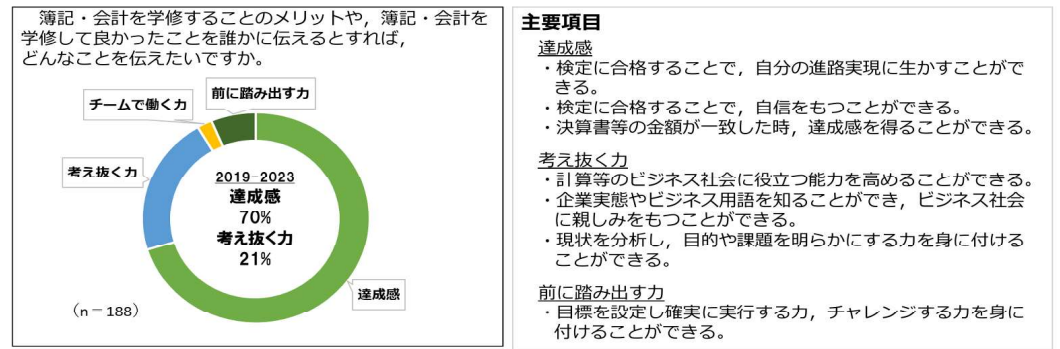 簿記・会計を学修することのメリットや，簿記・会計を
学修して良かったことを誰かに伝えるとすれば，
どんなことを伝えたいですか。
前に踏み出す力
チームで働く力
考え抜く力
2019-2023
達成感
70%
考え抜く力
21%
達成感
（n－188）
主要項目
達成感
・検定に合格することで，自分の進路実現に生かすことがで
きる。
・検定に合格することで，自信をもつことができる。
・決算書等の金額が一致した時，達成感を得ることができる。
考え抜く力
・計算等のビジネス社会に役立つ能力を高めることができる。
・企業実態やビジネス用語を知ることができ，ビジネス社会
に親しみをもつことができる。
・現状を分析し，目的や課題を明らかにする力を身に付ける
ことができる。
前に踏み出す力
・目標を設定し確実に実行する力，チャレンジする力を身に
付けることができる。